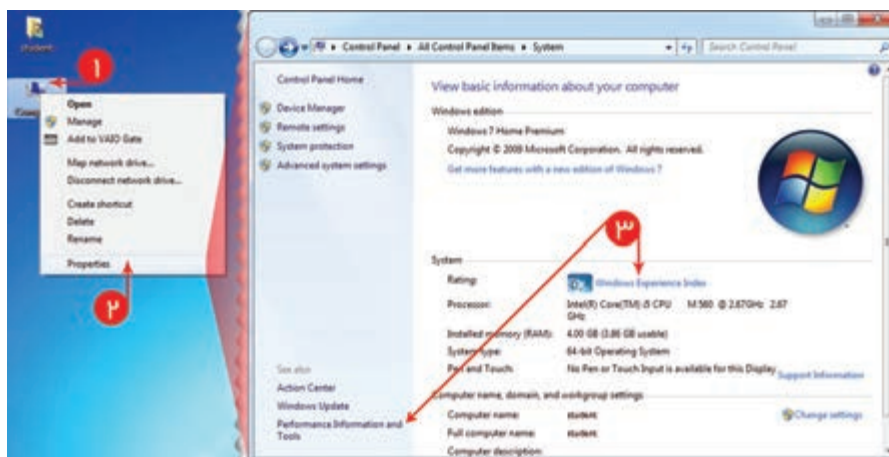 student
۱
Open
Manage
Add to VAIO Gate
Map network drive...
Disconnect network drive...
Create shortcut
Delete
Rename
Properties
۲
Control Panel
All Control Panel Items
System
Search Control Panel
Control Panel Home
Device Manager
Remote settings
System protection
Advanced system settings
See also
Action Center
Windows Update
Performance Information and
Tools
View basic information about your computer
Windows edition
Windows 7 Home Premium
Copyright © 2009 Microsoft Corporation. All rights reserved.
Get more features with a new edition of Windows 7
۳
System
Rating: Windows Experience Index
Processor: Intel(R) Core(TM) i5 CPU M 560 @ 2.67GHz 2.67
GHz
Installed memory (RAM): 4.00 GB (3.86 GB usable)
System type: 64-bit Operating System
Pen and Touch: No Pen or Touch Input is available for this Display
Support Information
Computer name, domain, and workgroup settings
Computer name: student
Change settings
Full computer name: student
Computer description: